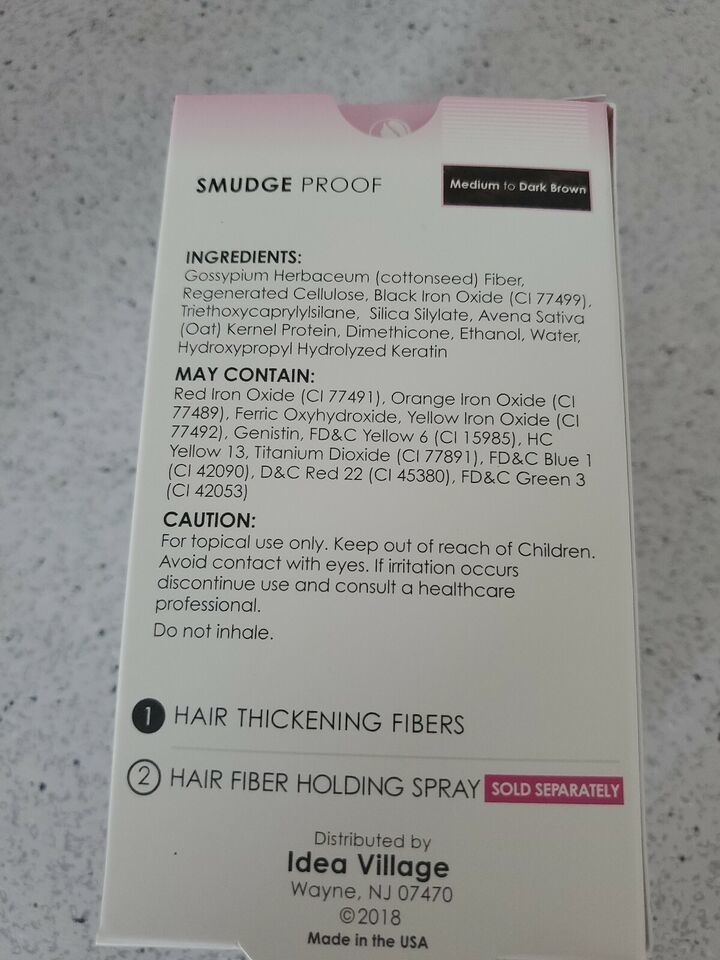 SMUDGE PROOF
Medium to Dark Brown
INGREDIENTS:
Gossypium Herbaceum (cottonseed) Fiber,
Regenerated Cellulose, Black Iron Oxide (CI 77499),
Triethoxycaprylylsilane, Silica Silylate, Avena Sativa
(Oat) Kernel Protein, Dimethicone, Ethanol, Water,
Hydroxypropyl Hydrolyzed Keratin
MAY CONTAIN:
Red Iron Oxide (CI 77491), Orange Iron Oxide (CI
77489), Ferric Oxyhydroxide, Yellow Iron Oxide (CI
77492), Genistin, FD&C Yellow 6 (CI 15985), HC
Yellow 13, Titanium Dioxide (CI 77891), FD&C Blue 1
(CI 42090), D&C Red 22 (CI 45380), FD&C Green 3
(CI 42053)
CAUTION:
For topical use only. Keep out of reach of Children.
Avoid contact with eyes. If irritation occurs
discontinue use and consult a healthcare
professional.
Do not inhale.
1 HAIR THICKENING FIBERS
2 HAIR FIBER HOLDING SPRAY SOLD SEPARATELY
Distributed by
Idea Village
Wayne, NJ 07470
©2018
Made in the USA